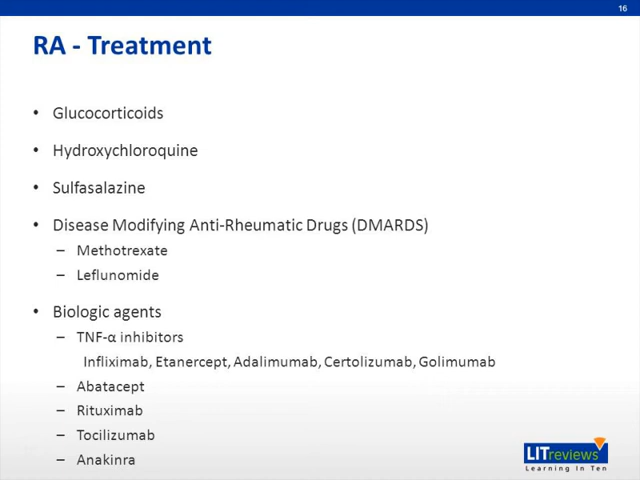 16
RA - Treatment
• Glucocorticoids
• Hydroxychloroquine
• Sulfasalazine
• Disease Modifying Anti-Rheumatic Drugs (DMARDS)
– Methotrexate
– Leflunomide
• Biologic agents
– TNF-α inhibitors
Infliximab, Etanercept, Adalimumab, Certolizumab, Golimumab
– Abatacept
– Rituximab
– Tocilizumab
– Anakinra
LITreviews
Learning In Ten